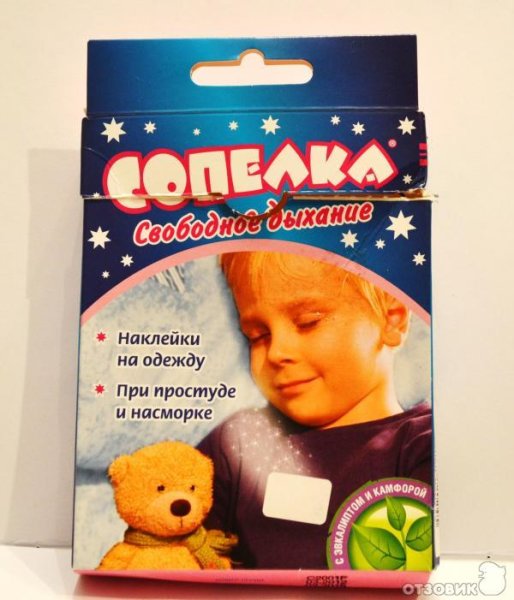 СОПЕЛКА®
Свободное дыхание
Наклейки
на одежду
При простуде
и насморке
С ЭВКАЛИПТОМ И КАМФОРОЙ
ОТЗОВИК